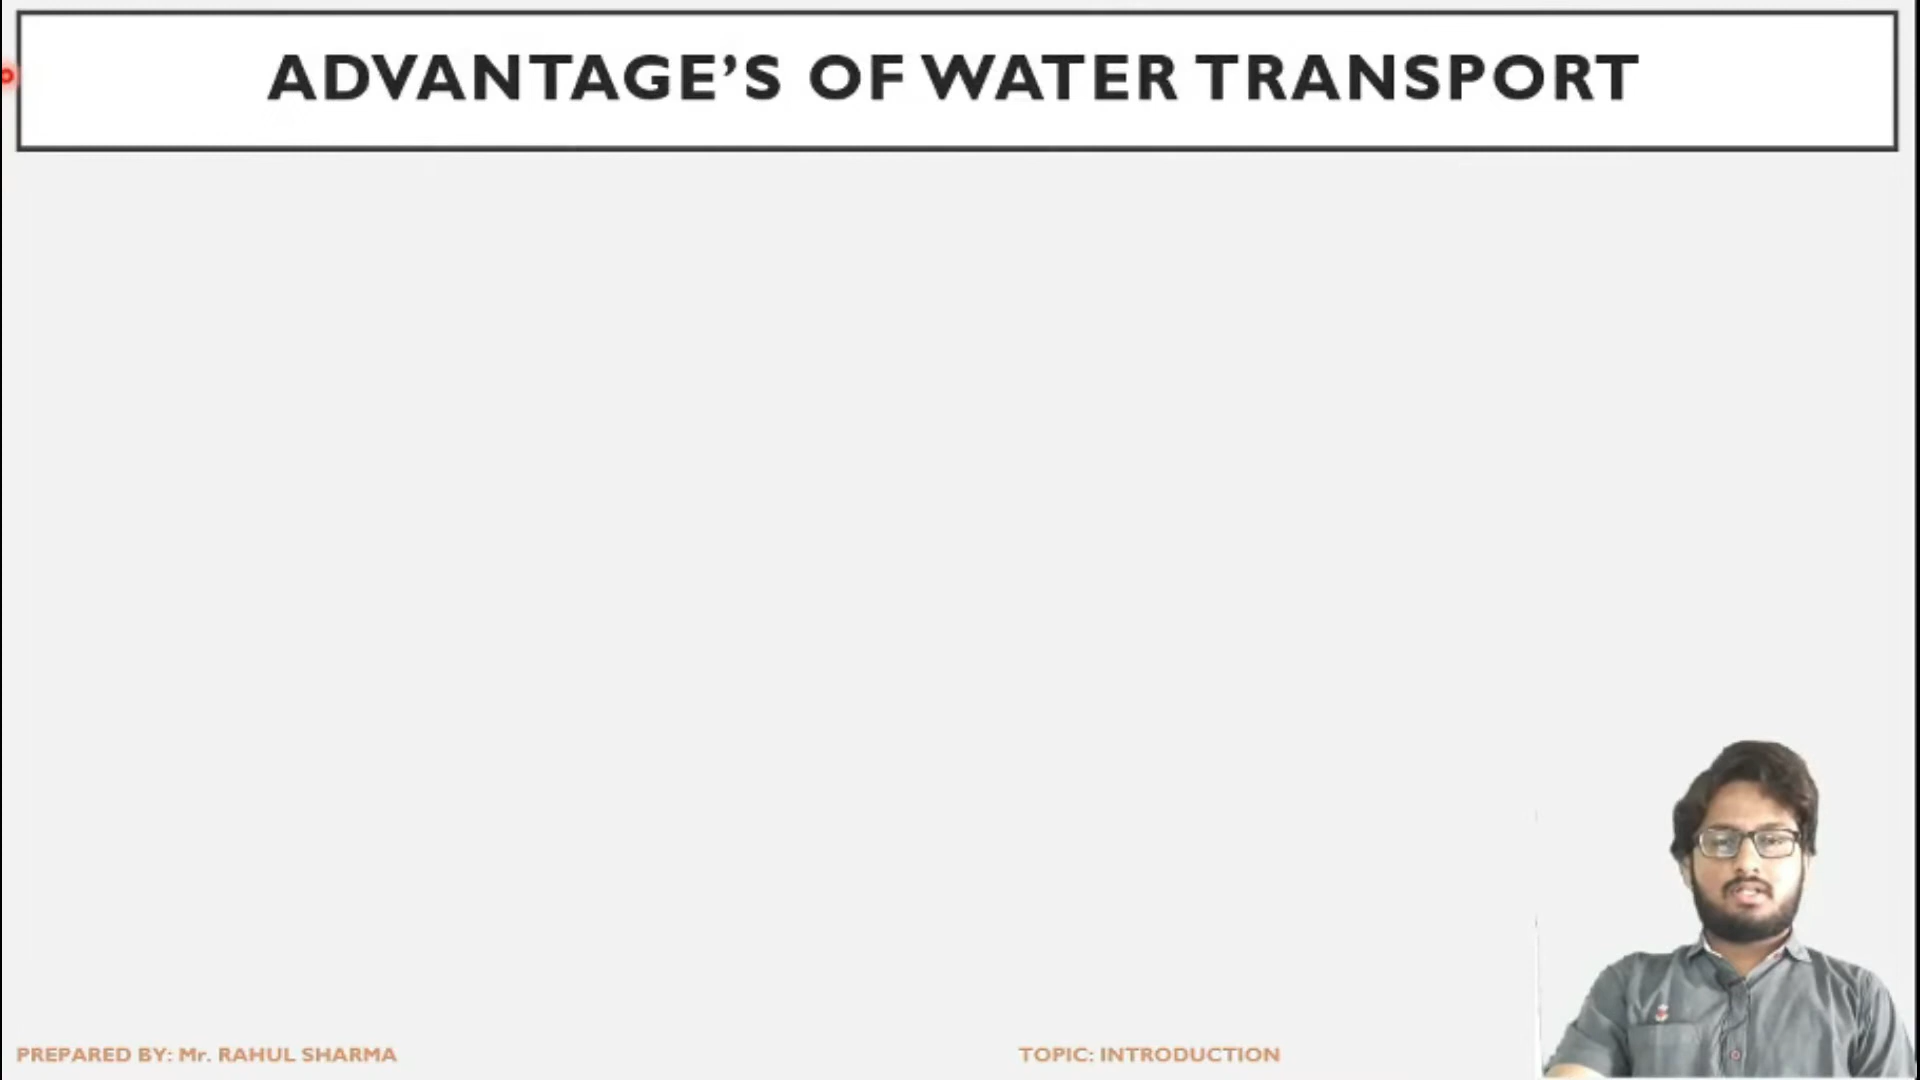 ADVANTAGE’S OF WATER TRANSPORT
PREPARED BY: Mr. RAHUL SHARMA
TOPIC: INTRODUCTION